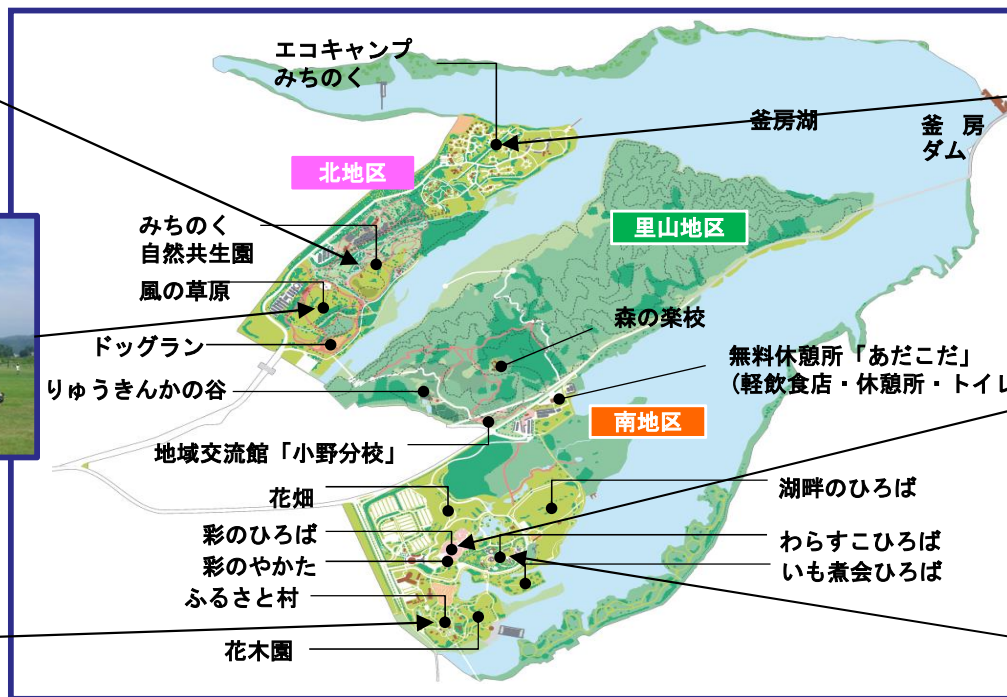 エコキャンプ
みちのく
釜房湖
釜 房
ダム
北地区
里山地区
みちのく
自然共生園
風の草原
森の楽校
ドッグラン
無料休憩所「あだこだ」
(軽飲食店・休憩所・トイレ
りゅうきんかの谷
南地区
地域交流館「小野分校」
花畑
湖畔のひろば
彩のひろば
わらすこひろば
彩のやかた
いも煮会ひろば
ふるさと村
花木園